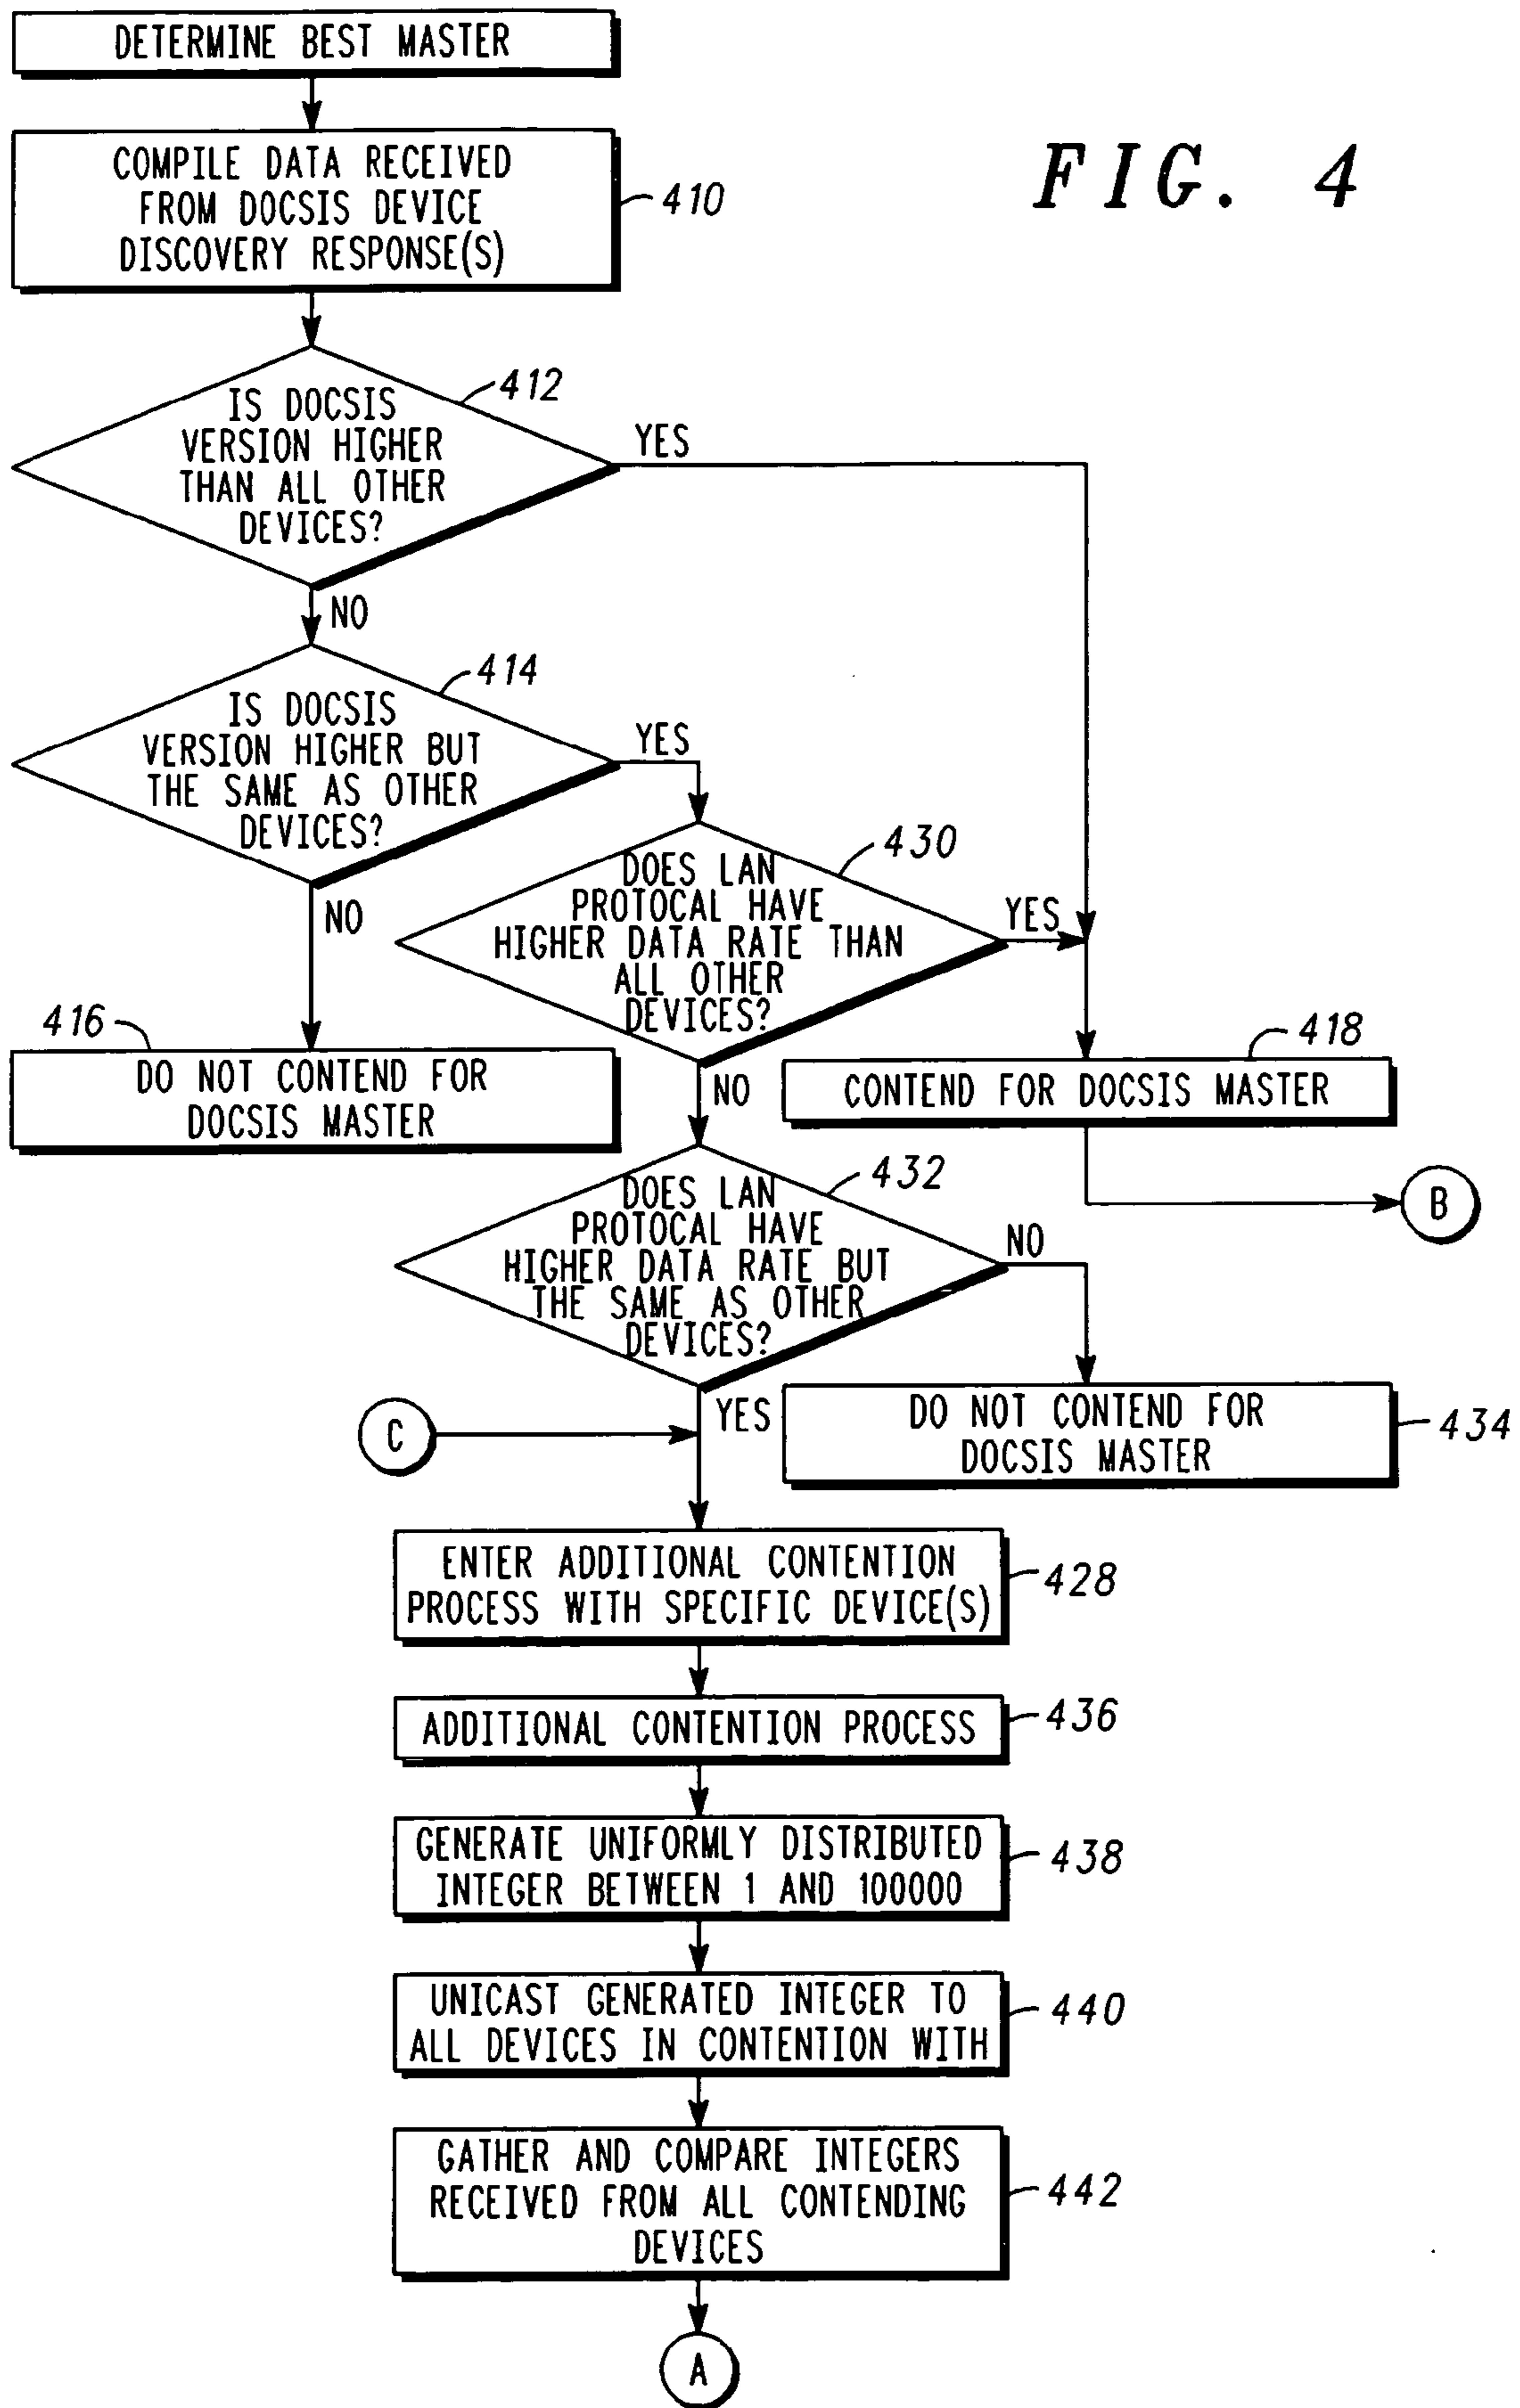 DETERMINE BEST MASTER
FIG. 4
COMPILE DATA RECEIVED
FROM DOCSIS DEVICE
DISCOVERY RESPONSE(S)
410
412
IS DOCSIS
VERSION HIGHER
THAN ALL OTHER
DEVICES?
YES
NO
414
IS DOCSIS
VERSION HIGHER BUT
THE SAME AS OTHER
DEVICES?
YES
NO
430
DOES LAN
PROTOCAL HAVE
HIGHER DATA RATE THAN
ALL OTHER
DEVICES?
YES
NO
416
DO NOT CONTEND FOR
DOCSIS MASTER
418
CONTEND FOR DOCSIS MASTER
B
432
DOES LAN
PROTOCAL HAVE
HIGHER DATA RATE BUT
THE SAME AS OTHER
DEVICES?
NO
YES
C
DO NOT CONTEND FOR
DOCSIS MASTER
434
ENTER ADDITIONAL CONTENTION
PROCESS WITH SPECIFIC DEVICE(S)
428
ADDITIONAL CONTENTION PROCESS
436
GENERATE UNIFORMLY DISTRIBUTED
INTEGER BETWEEN 1 AND 100000
438
UNICAST GENERATED INTEGER TO
ALL DEVICES IN CONTENTION WITH
440
GATHER AND COMPARE INTEGERS
RECEIVED FROM ALL CONTENDING
DEVICES
442
A